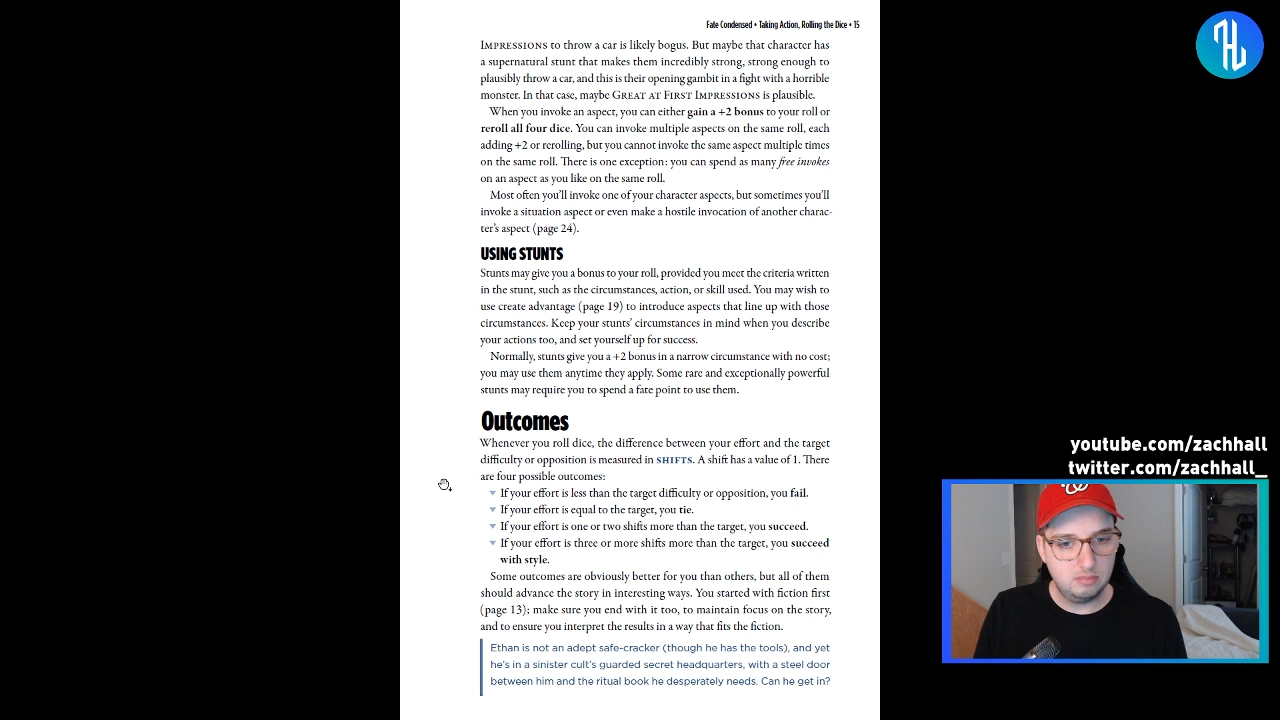 Fate Condensed • Taking Action, Rolling the Dice • 15
Impressions to throw a car is likely bogus. But maybe that character has
a supernatural stunt that makes them incredibly strong, strong enough to
plausibly throw a car, and this is their opening gambit in a fight with a horrible
monster. In that case, maybe Great at First Impressions is plausible.
When you invoke an aspect, you can either gain a +2 bonus to your roll or
reroll all four dice. You can invoke multiple aspects on the same roll, each
adding +2 or rerolling, but you cannot invoke the same aspect multiple times
on the same roll. There is one exception: you can spend as many free invokes
on an aspect as you like on the same roll.
Most often you'll invoke one of your character aspects, but sometimes you'll
invoke a situation aspect or even make a hostile invocation of another charac-
ter's aspect (page 24).
USING STUNTS
Stunts may give you a bonus to your roll, provided you meet the criteria written
in the stunt, such as the circumstances, action, or skill used. You may wish to
use create advantage (page 19) to introduce aspects that line up with those
circumstances. Keep your stunts' circumstances in mind when you describe
your actions too, and set yourself up for success.
Normally, stunts give you a +2 bonus in a narrow circumstance with no cost;
you may use them anytime they apply. Some rare and exceptionally powerful
stunts may require you to spend a fate point to use them.
Outcomes
Whenever you roll dice, the difference between your effort and the target
difficulty or opposition is measured in shifts. A shift has a value of 1. There
are four possible outcomes:
If your effort is less than the target difficulty or opposition, you fail.
If your effort is equal to the target, you tie.
If your effort is one or two shifts more than the target, you succeed.
If your effort is three or more shifts more than the target, you succeed
with style.
Some outcomes are obviously better for you than others, but all of them
should advance the story in interesting ways. You started with fiction first
(page 13); make sure you end with it too, to maintain focus on the story,
and to ensure you interpret the results in a way that fits the fiction.
Ethan is not an adept safe-cracker (though he has the tools), and yet
he's in a sinister cult's guarded secret headquarters, with a steel door
between him and the ritual book he desperately needs. Can he get in?
youtube.com/zachhall
twitter.com/zachhall_